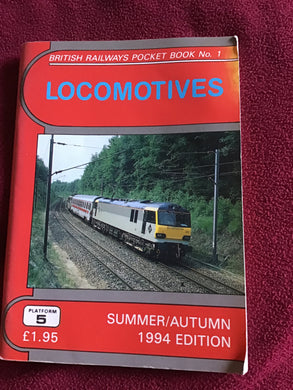 BRITISH RAILWAYS POCKET BOOK No. 1
LOCOMOTIVES
PLATFORM
5
£1.95
SUMMER/AUTUMN
1994 EDITION